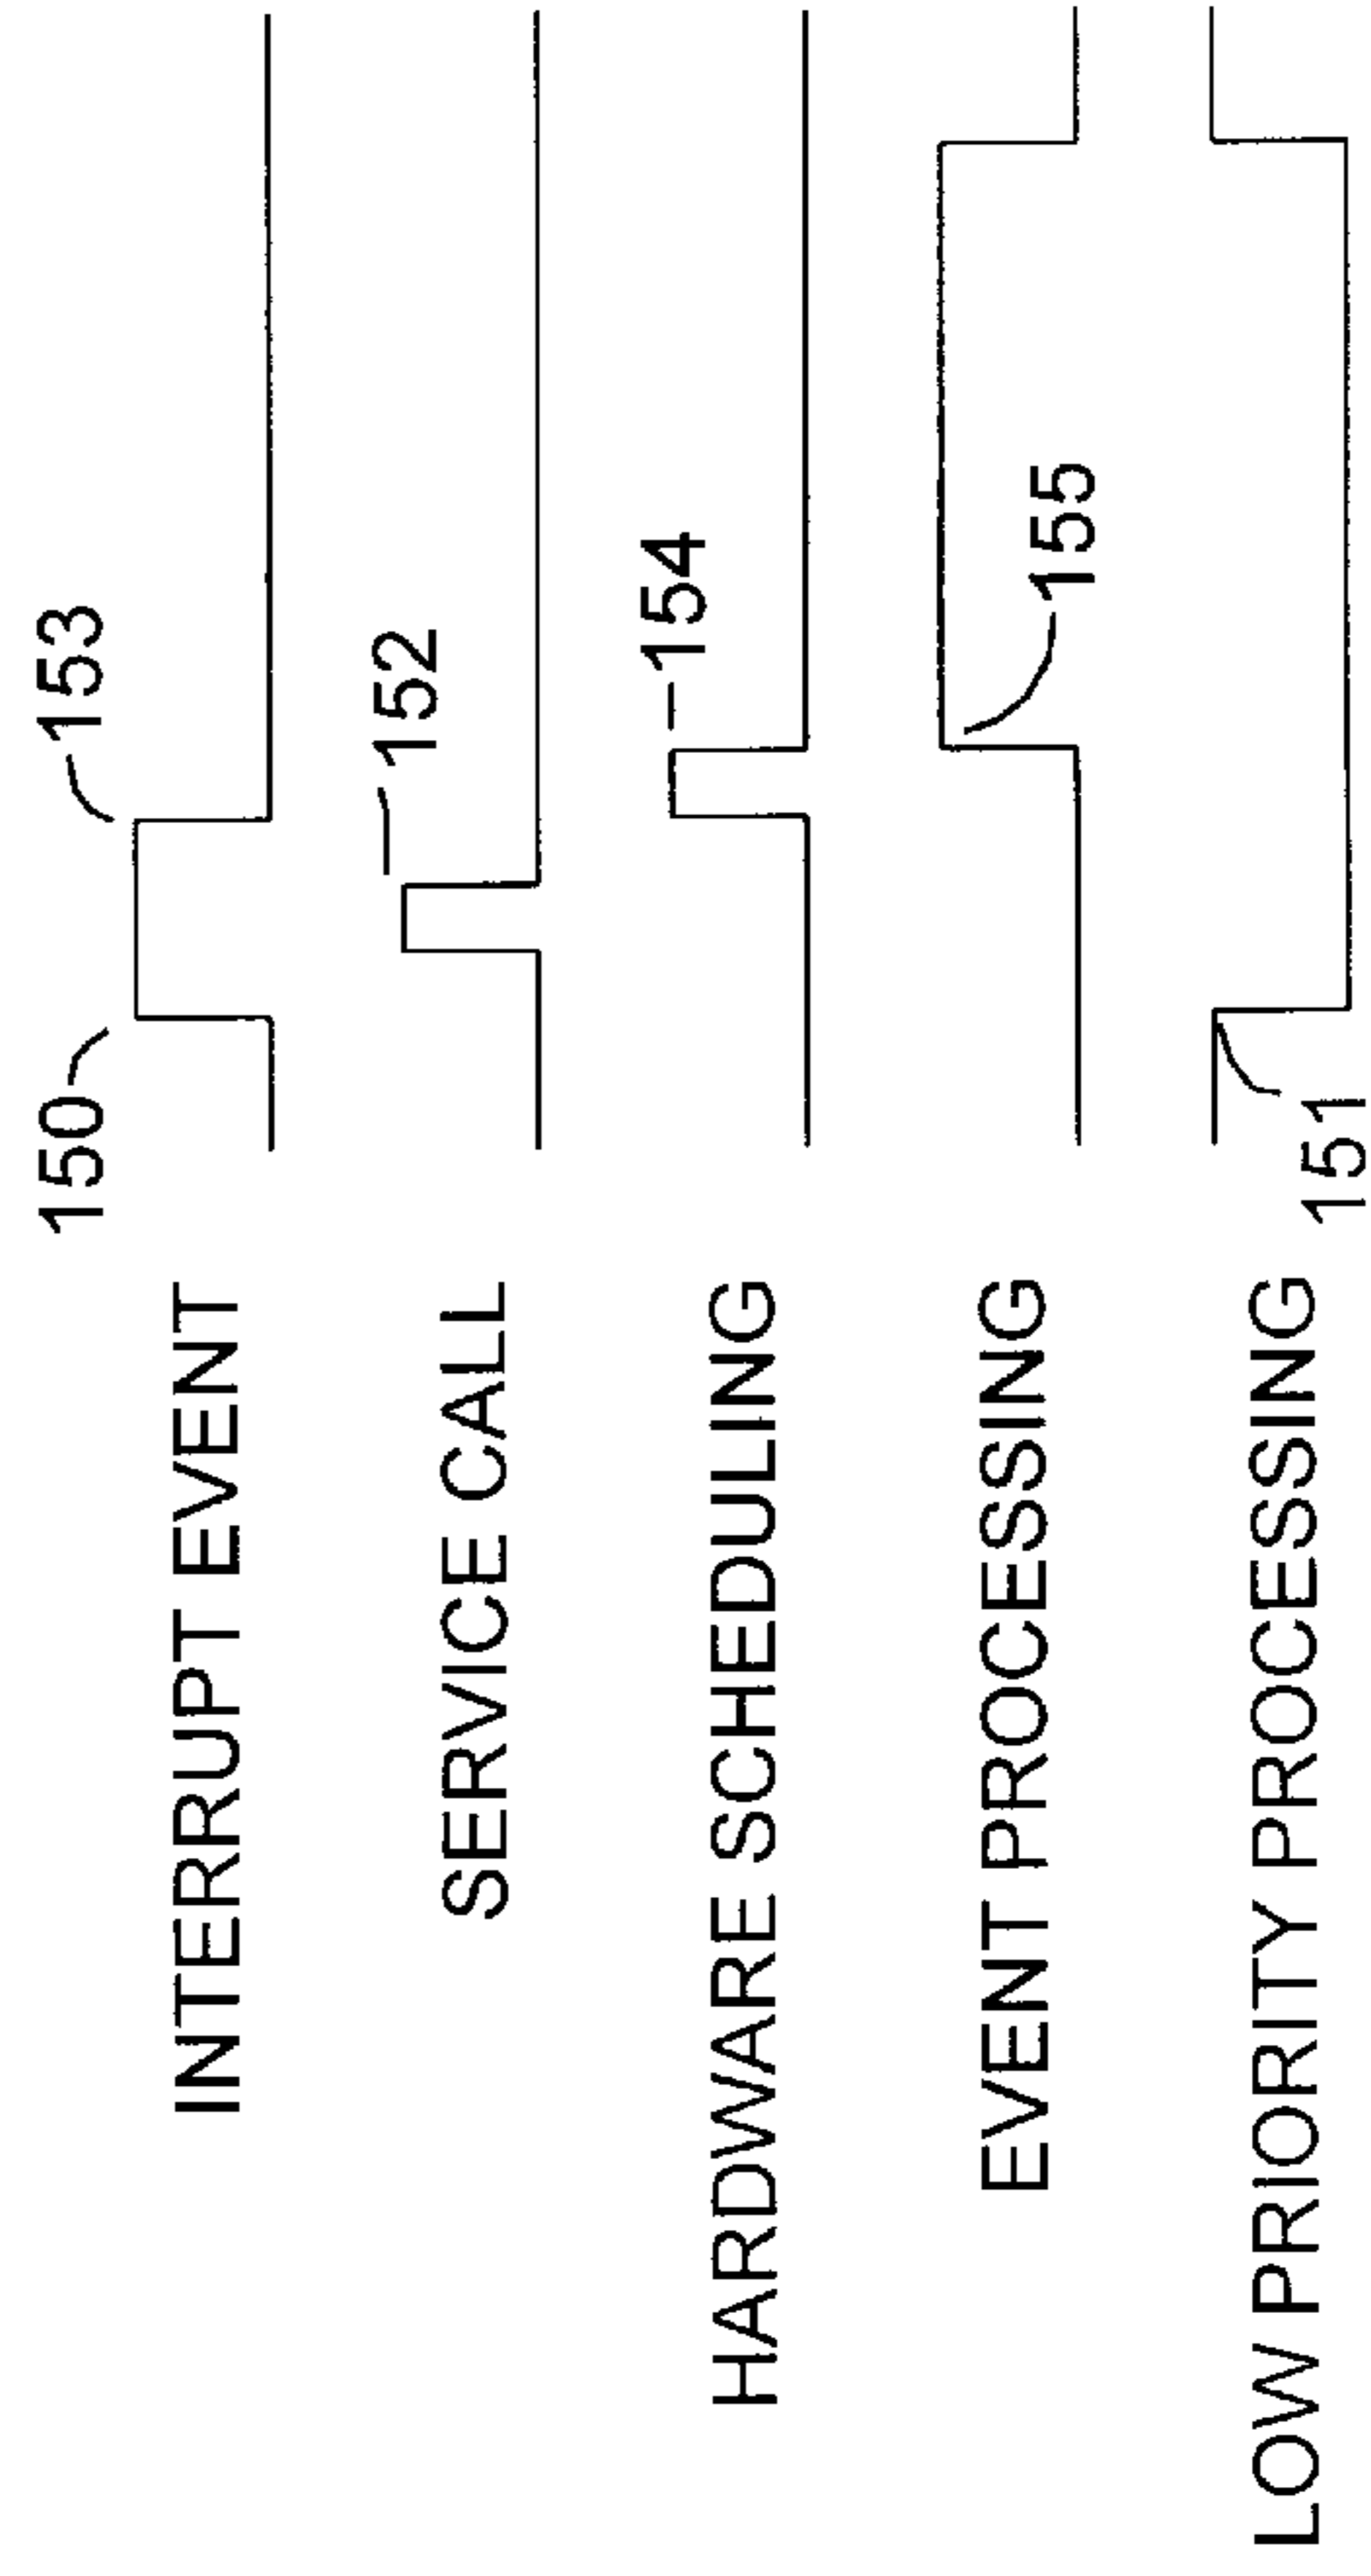 INTERRUPT EVENT
150
153
SERVICE CALL
152
HARDWARE SCHEDULING
154
EVENT PROCESSING
155
LOW PRIORITY PROCESSING
151